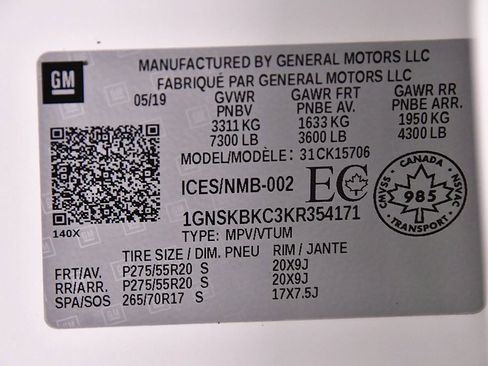 GM
MANUFACTURED BY GENERAL MOTORS LLC
FABRIQUÉ PAR GENERAL MOTORS LLC
05/19 GVWR GAWR FRT GAWR RR
PNBV PNBE AV. PNBE ARR.
3311 KG 1633 KG 1950 KG
7300 LB 3600 LB 4300 LB
MODEL/MODÈLE: 31CK15706
ICES/NMB-002 EC
CANADA
CMVSS 985 NSVAC
TRANSPORT
1GNSKBKC3KR354171
140X
TYPE: MPV/VTUM
TIRE SIZE / DIM. PNEU RIM / JANTE
FRT/AV. P275/55R20 S 20X9J
RR/ARR. P275/55R20 S 20X9J
SPA/SOS 265/70R17 S 17X7.5J